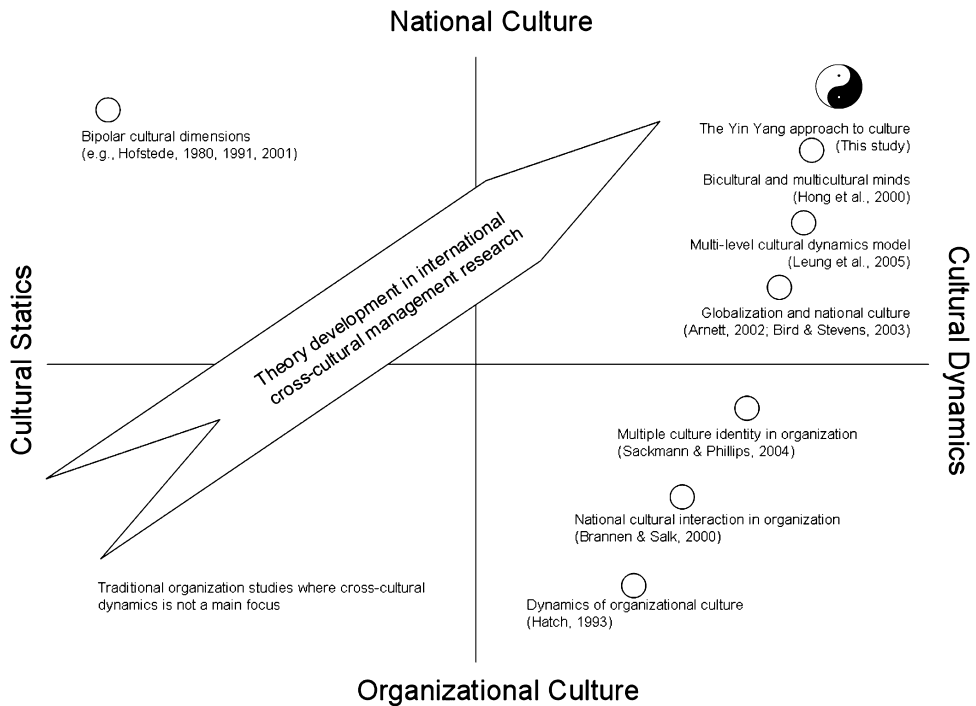 National Culture
Bipolar cultural dimensions
(e.g., Hofstede, 1980, 1991, 2001)
The Yin Yang approach to culture
(This study)
Bicultural and multicultural minds
(Hong et al., 2000)
Multi-level cultural dynamics model
(Leung et al., 2005)
Globalization and national culture
(Arnett, 2002; Bird & Stevens, 2003)
Theory development in international
cross-cultural management research
Cultural Statics
Cultural Dynamics
Multiple culture identity in organization
(Sackmann & Phillips, 2004)
National cultural interaction in organization
(Brannen & Salk, 2000)
Traditional organization studies where cross-cultural
dynamics is not a main focus
Dynamics of organizational culture
(Hatch, 1993)
Organizational Culture